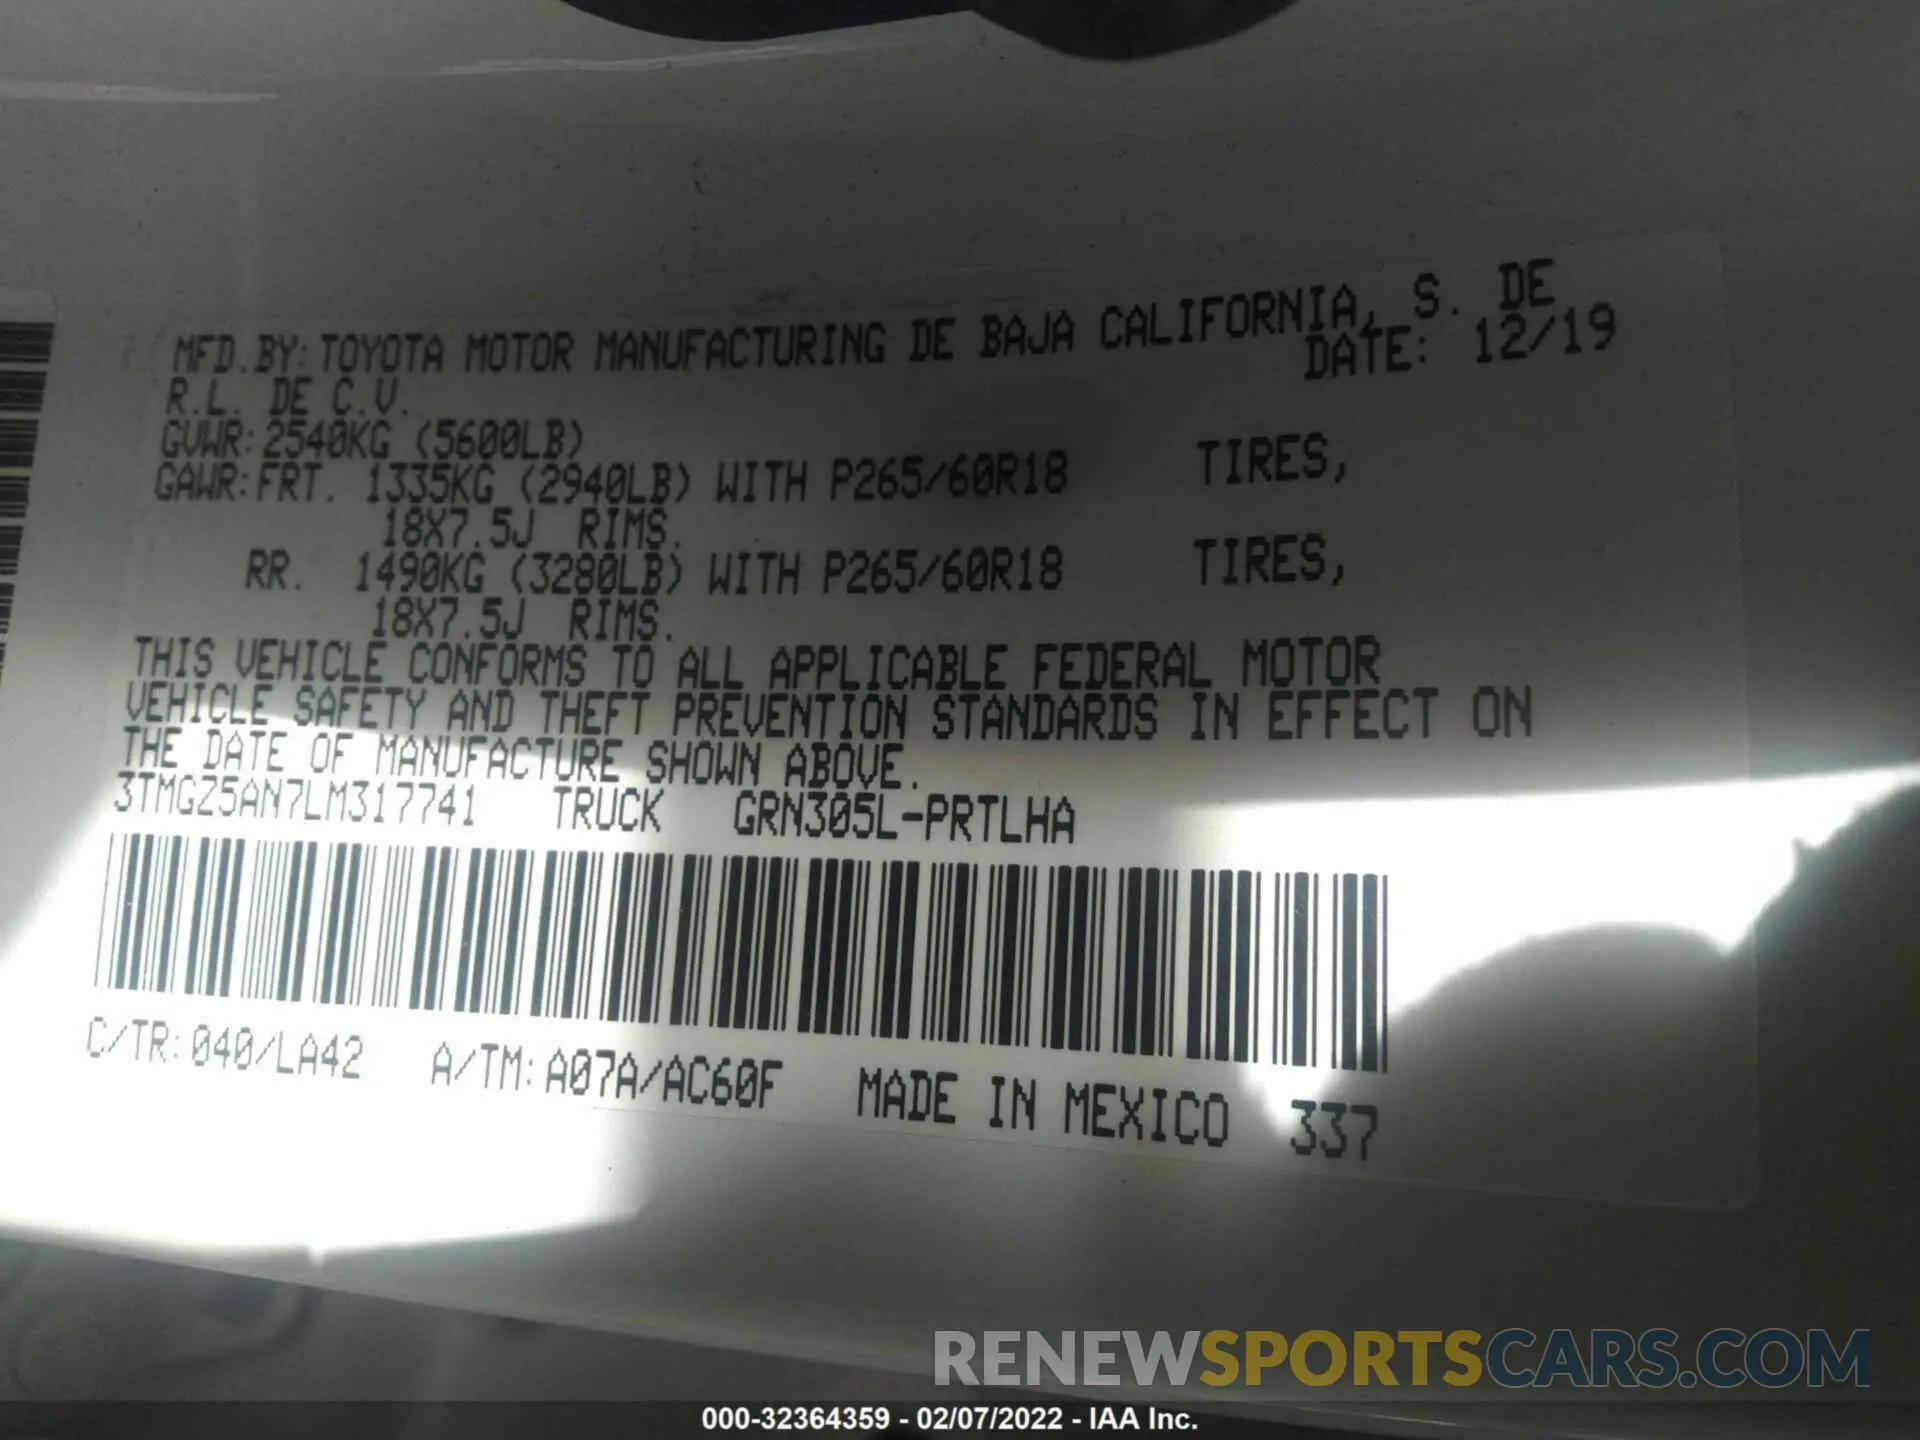 MFD.BY:TOYOTA MOTOR MANUFACTURING DE BAJA CALIFORNIA, S. DE
R.L. DE C.V. DATE: 12/19
GVWR:2540KG (5600LB)
GAWR:FRT. 1335KG (2940LB) WITH P265/60R18 TIRES,
18X7.5J RIMS.
RR. 1490KG (3280LB) WITH P265/60R18 TIRES,
18X7.5J RIMS.
THIS VEHICLE CONFORMS TO ALL APPLICABLE FEDERAL MOTOR
VEHICLE SAFETY AND THEFT PREVENTION STANDARDS IN EFFECT ON
THE DATE OF MANUFACTURE SHOWN ABOVE.
3TMGZ5AN7LM317741 TRUCK GRN305L-PRTLHA
C/TR:040/LA42 A/TM:A07A/AC60F MADE IN MEXICO 337
RENEWSPORTSCARS.COM
000-32364359 - 02/07/2022 - IAA Inc.